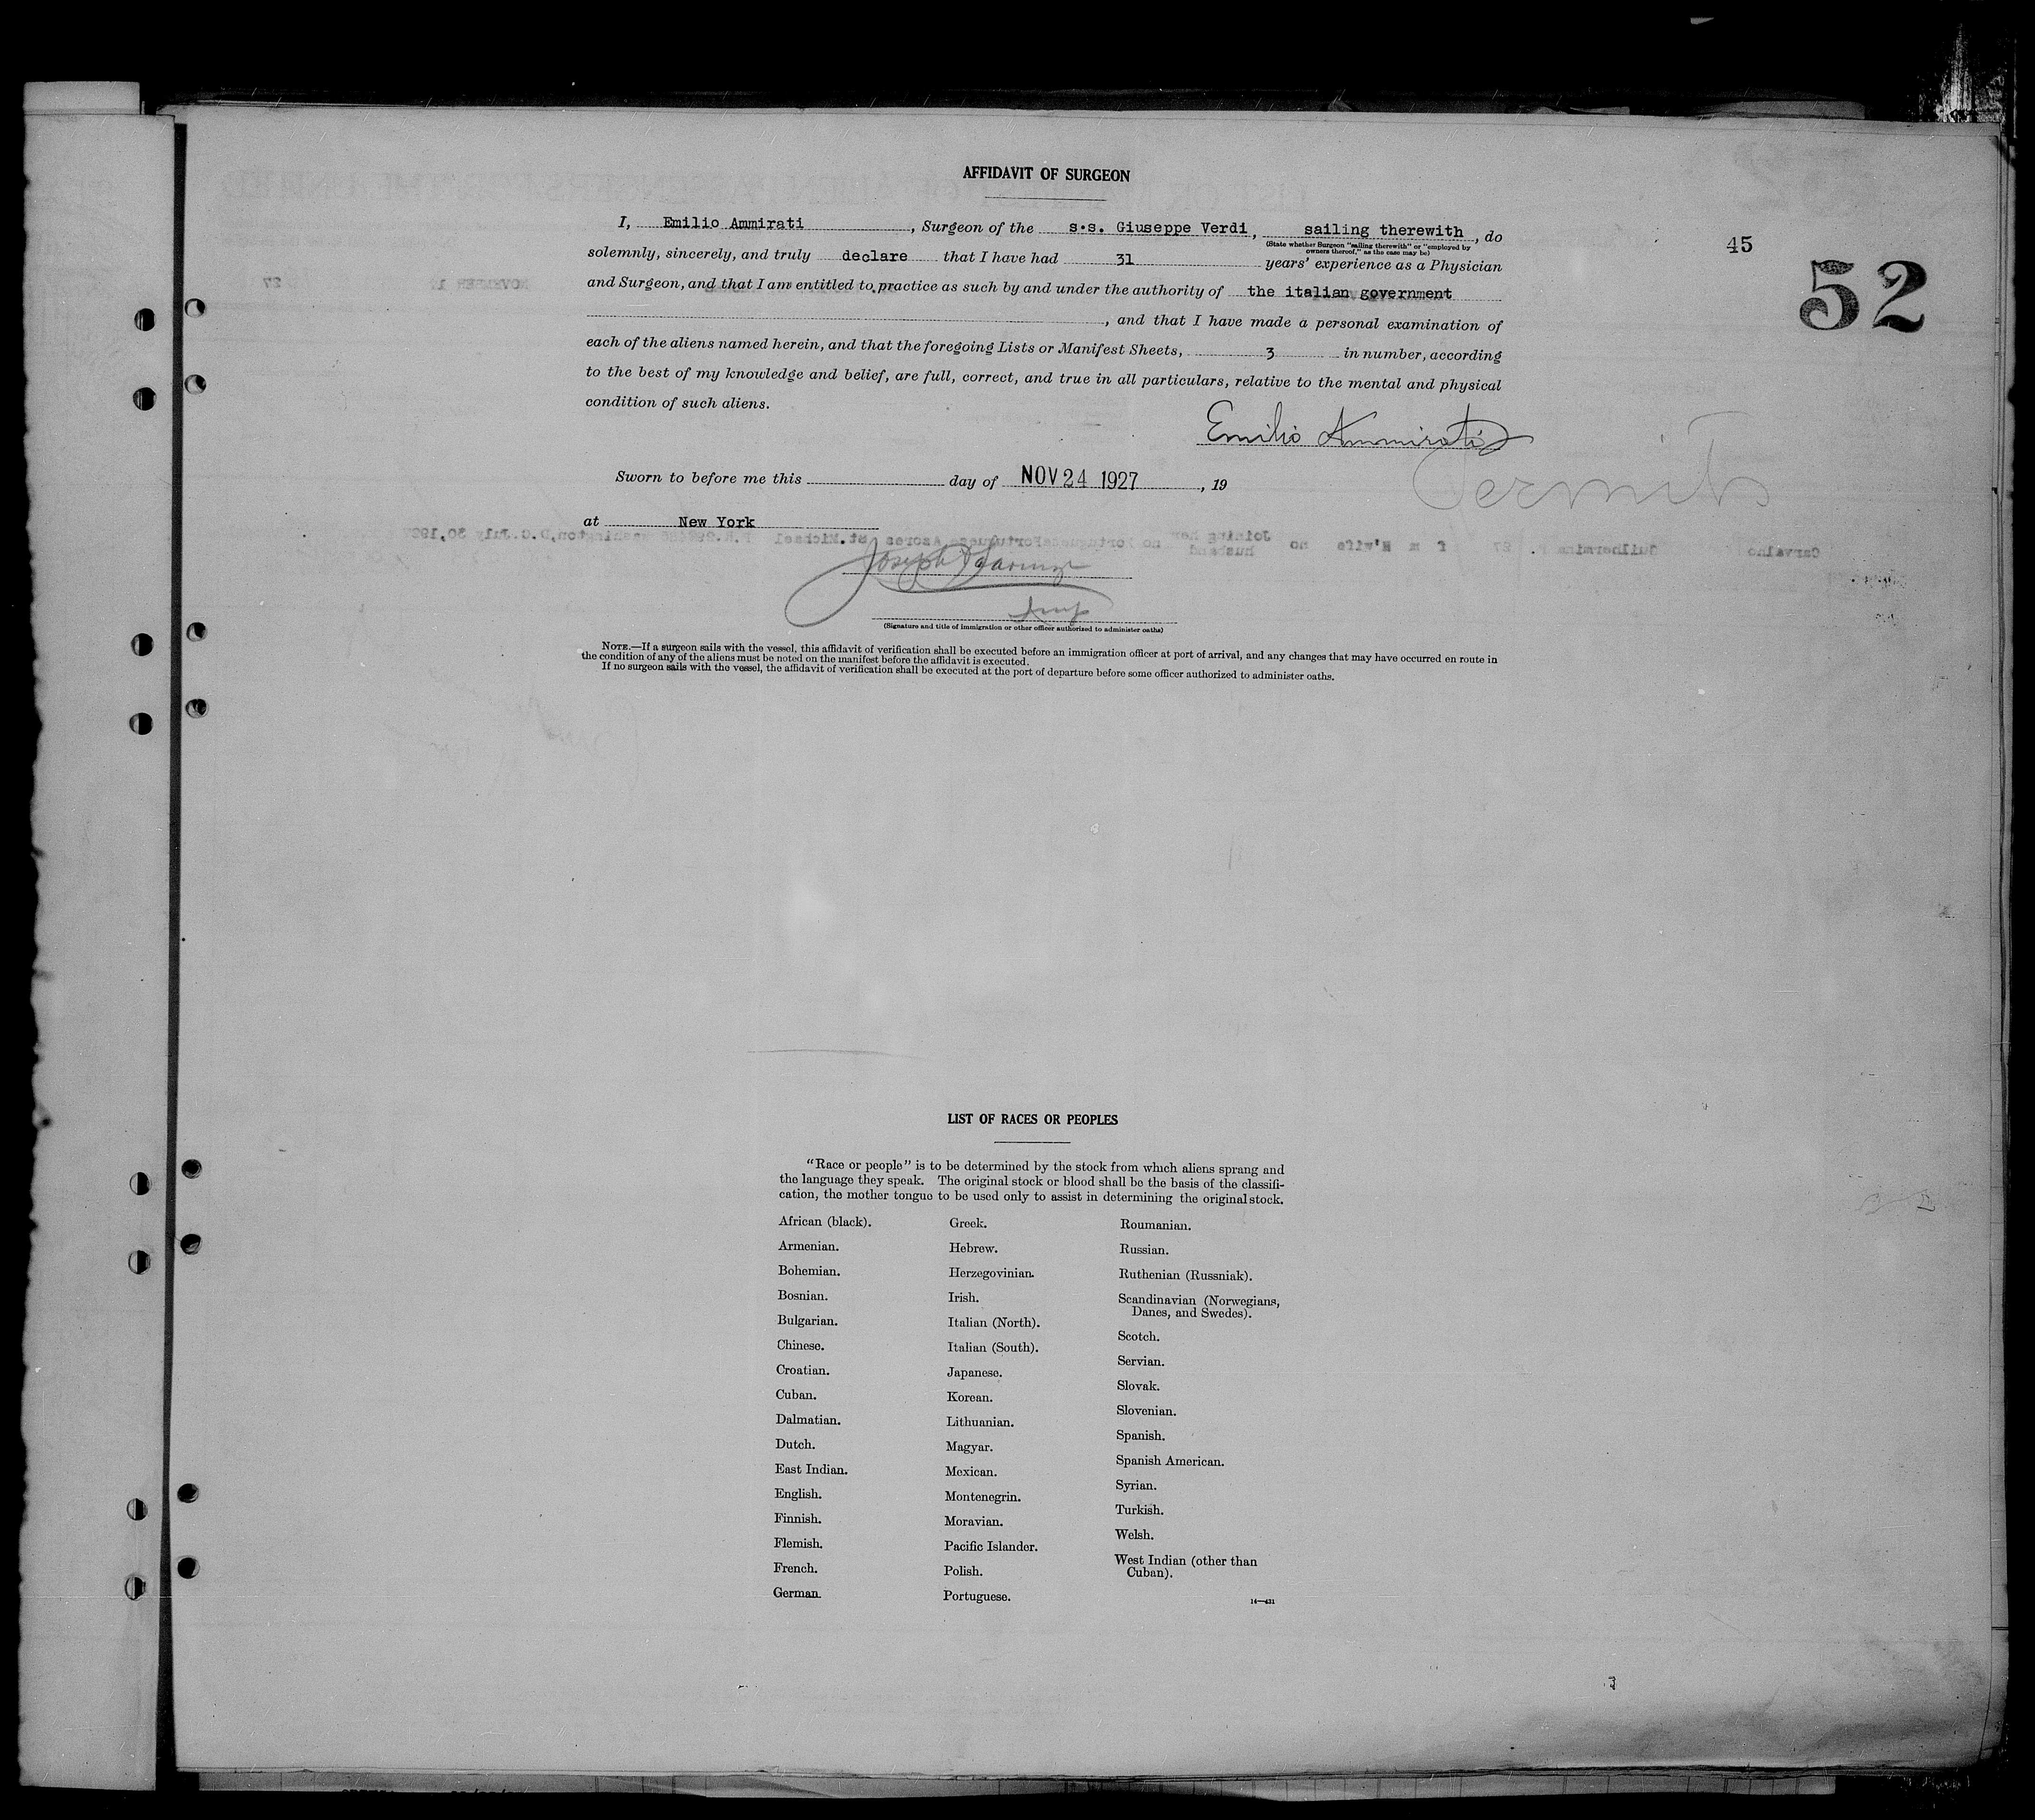 AFFIDAVIT OF SURGEON
45
52
I, Emilio Ammirati, Surgeon of the s.s. Giuseppe Verdi, sailing therewith, do
(State whether Surgeon "sailing therewith" or "employed by
owners thereof," as the case may be)
solemnly, sincerely, and truly declare that I have had 31 years' experience as a Physician
and Surgeon, and that I am entitled to practice as such by and under the authority of the italian government
, and that I have made a personal examination of
each of the aliens named herein, and that the foregoing Lists or Manifest Sheets, 3 in number, according
to the best of my knowledge and belief, are full, correct, and true in all particulars, relative to the mental and physical
condition of such aliens.
Emilio Ammirati
Permits
Sworn to before me this day of NOV 24 1927, 19
at New York
Joseph
Insp
(Signature and title of immigration or other officer authorized to administer oaths)
NOTE.—If a surgeon sails with the vessel, this affidavit of verification shall be executed before an immigration officer at port of arrival, and any changes that may have occurred en route in
the condition of any of the aliens must be noted on the manifest before the affidavit is executed.
If no surgeon sails with the vessel, the affidavit of verification shall be executed at the port of departure before some officer authorized to administer oaths.
LIST OF RACES OR PEOPLES
"Race or people" is to be determined by the stock from which aliens sprang and
the language they speak. The original stock or blood shall be the basis of the classifi-
cation, the mother tongue to be used only to assist in determining the original stock.
African (black).
Armenian.
Bohemian.
Bosnian.
Bulgarian.
Chinese.
Croatian.
Cuban.
Dalmatian.
Dutch.
East Indian.
English.
Finnish.
Flemish.
French.
German.
Greek.
Hebrew.
Herzegovinian.
Irish.
Italian (North).
Italian (South).
Japanese.
Korean.
Lithuanian.
Magyar.
Mexican.
Montenegrin.
Moravian.
Pacific Islander.
Polish.
Portuguese.
Roumanian.
Russian.
Ruthenian (Russniak).
Scandinavian (Norwegians,
Danes, and Swedes).
Scotch.
Servian.
Slovak.
Slovenian.
Spanish.
Spanish American.
Syrian.
Turkish.
Welsh.
West Indian (other than
Cuban).
14—431